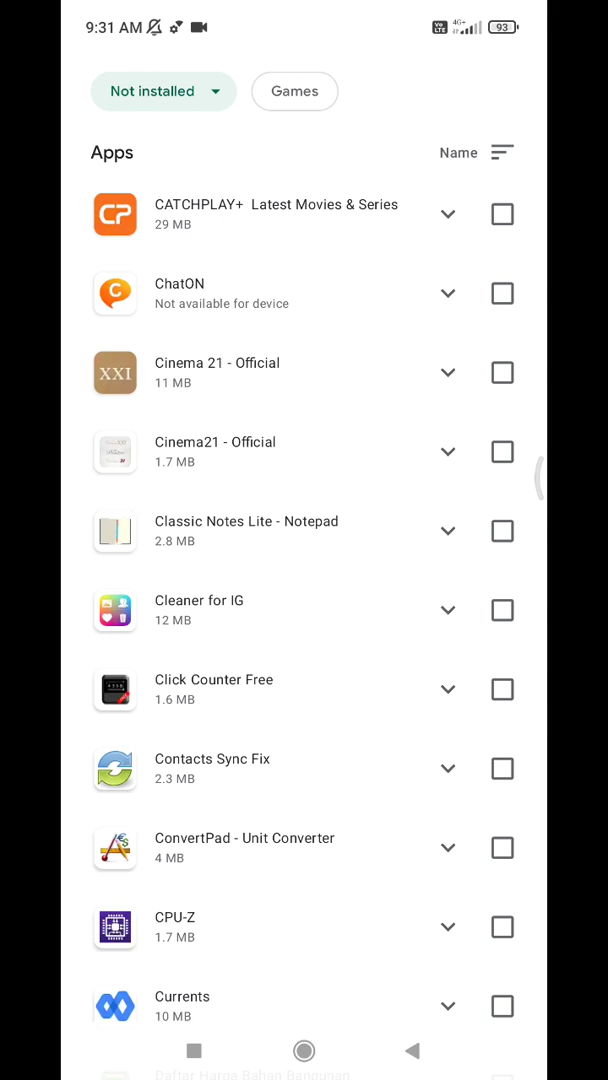 9:31 AM Vo LTE 4G+ 93
Not installed Games
Apps Name
CP CATCHPLAY+ Latest Movies & Series
29 MB
C ChatON
Not available for device
XXI Cinema 21 - Official
11 MB
Cinema21 - Official
1.7 MB
Classic Notes Lite - Notepad
2.8 MB
Cleaner for IG
12 MB
Click Counter Free
1.6 MB
Contacts Sync Fix
2.3 MB
ConvertPad - Unit Converter
4 MB
CPU-Z
1.7 MB
Currents
10 MB
Daftar Harga Bahan Bangunan